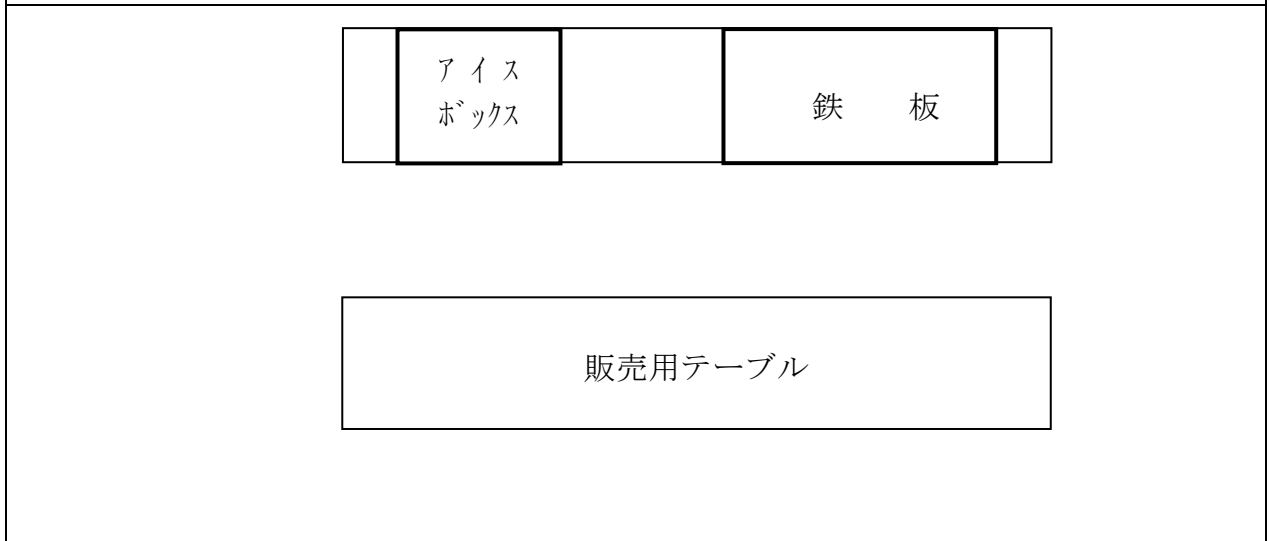 アイス
ボックス
鉄　板
販売用テーブル